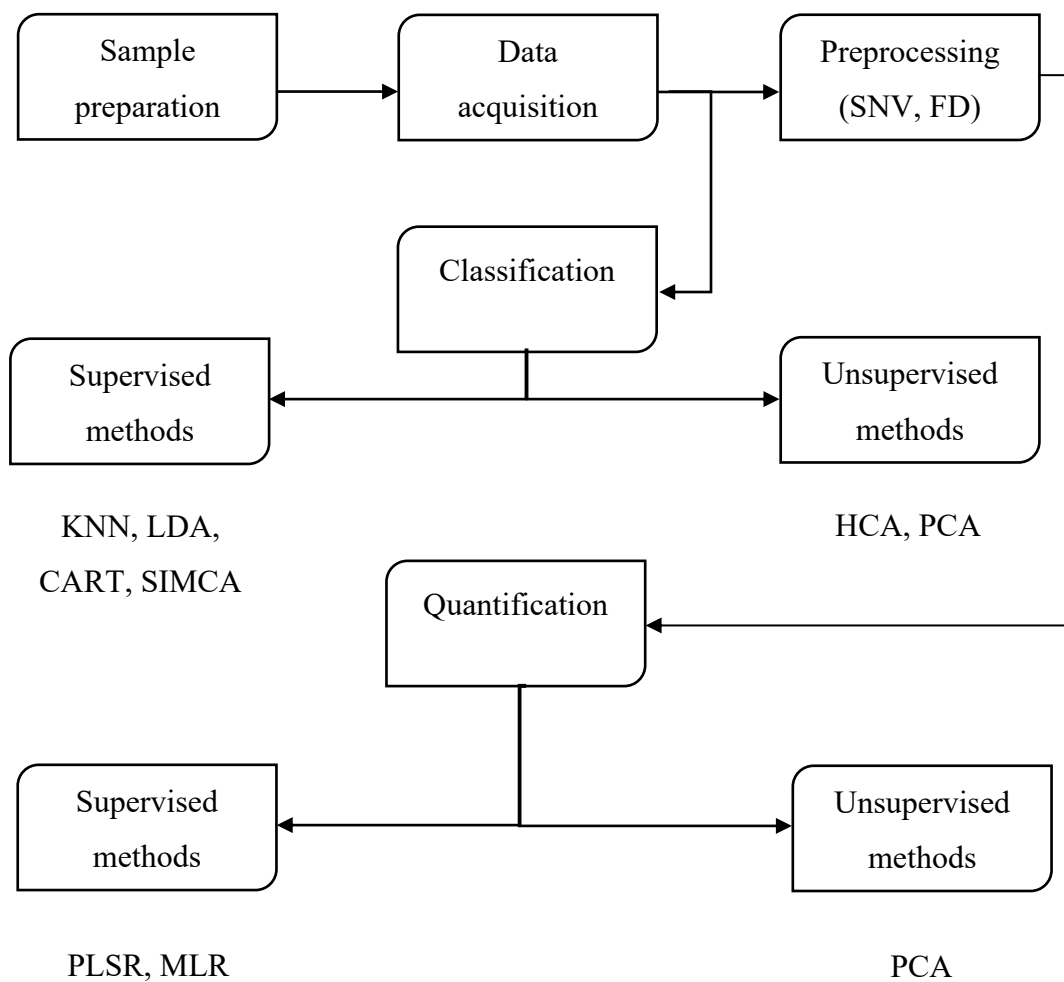 Sample
preparation
Data
acquisition
Preprocessing
(SNV, FD)
Classification
Supervised
methods
Unsupervised
methods
KNN, LDA,
CART, SIMCA
HCA, PCA
Quantification
Supervised
methods
Unsupervised
methods
PLSR, MLR
PCA